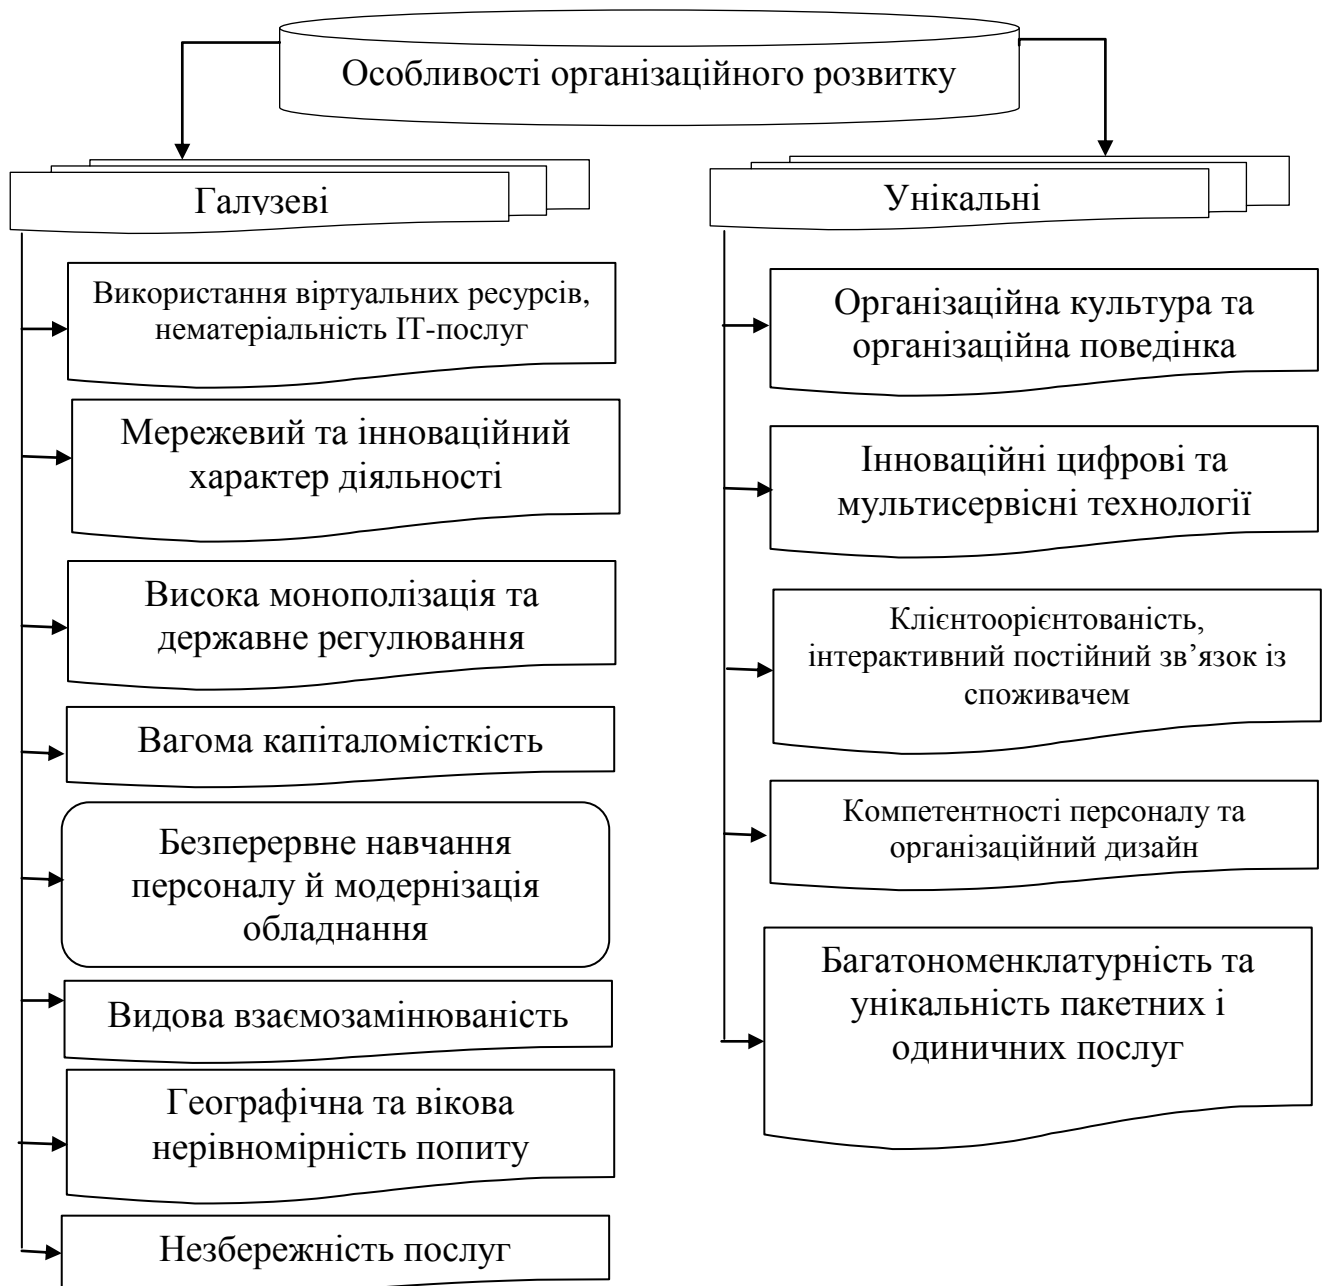 Особливості організаційного розвитку
Галузеві
Використання віртуальних ресурсів,
нематеріальність ІТ-послуг
Мережевий та інноваційний
характер діяльності
Висока монополізація та
державне регулювання
Вагома капіталомісткість
Безперервне навчання
персоналу й модернізація
обладнання
Видова взаємозамінюваність
Географічна та вікова
нерівномірність попиту
Незбережність послуг
Унікальні
Організаційна культура та
організаційна поведінка
Інноваційні цифрові та
мультисервісні технології
Клієнтоорієнтованість,
інтерактивний постійний зв’язок із
споживачем
Компетентності персоналу та
організаційний дизайн
Багатономенклатурність та
унікальність пакетних і
одиничних послуг